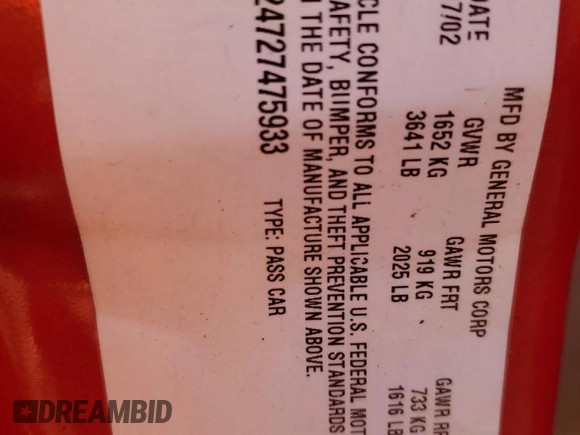 MFD BY GENERAL MOTORS CORP
DATE GVWR GAWR FRT GAWR RR
7/02 1652 KG 919 KG 733 KG
3641 LB 2025 LB 1616 LB
CLE CONFORMS TO ALL APPLICABLE U.S. FEDERAL MOT
AFETY, BUMPER, AND THEFT PREVENTION STANDARDS
THE DATE OF MANUFACTURE SHOWN ABOVE.
24727475933 TYPE: PASS CAR
DREAMBID